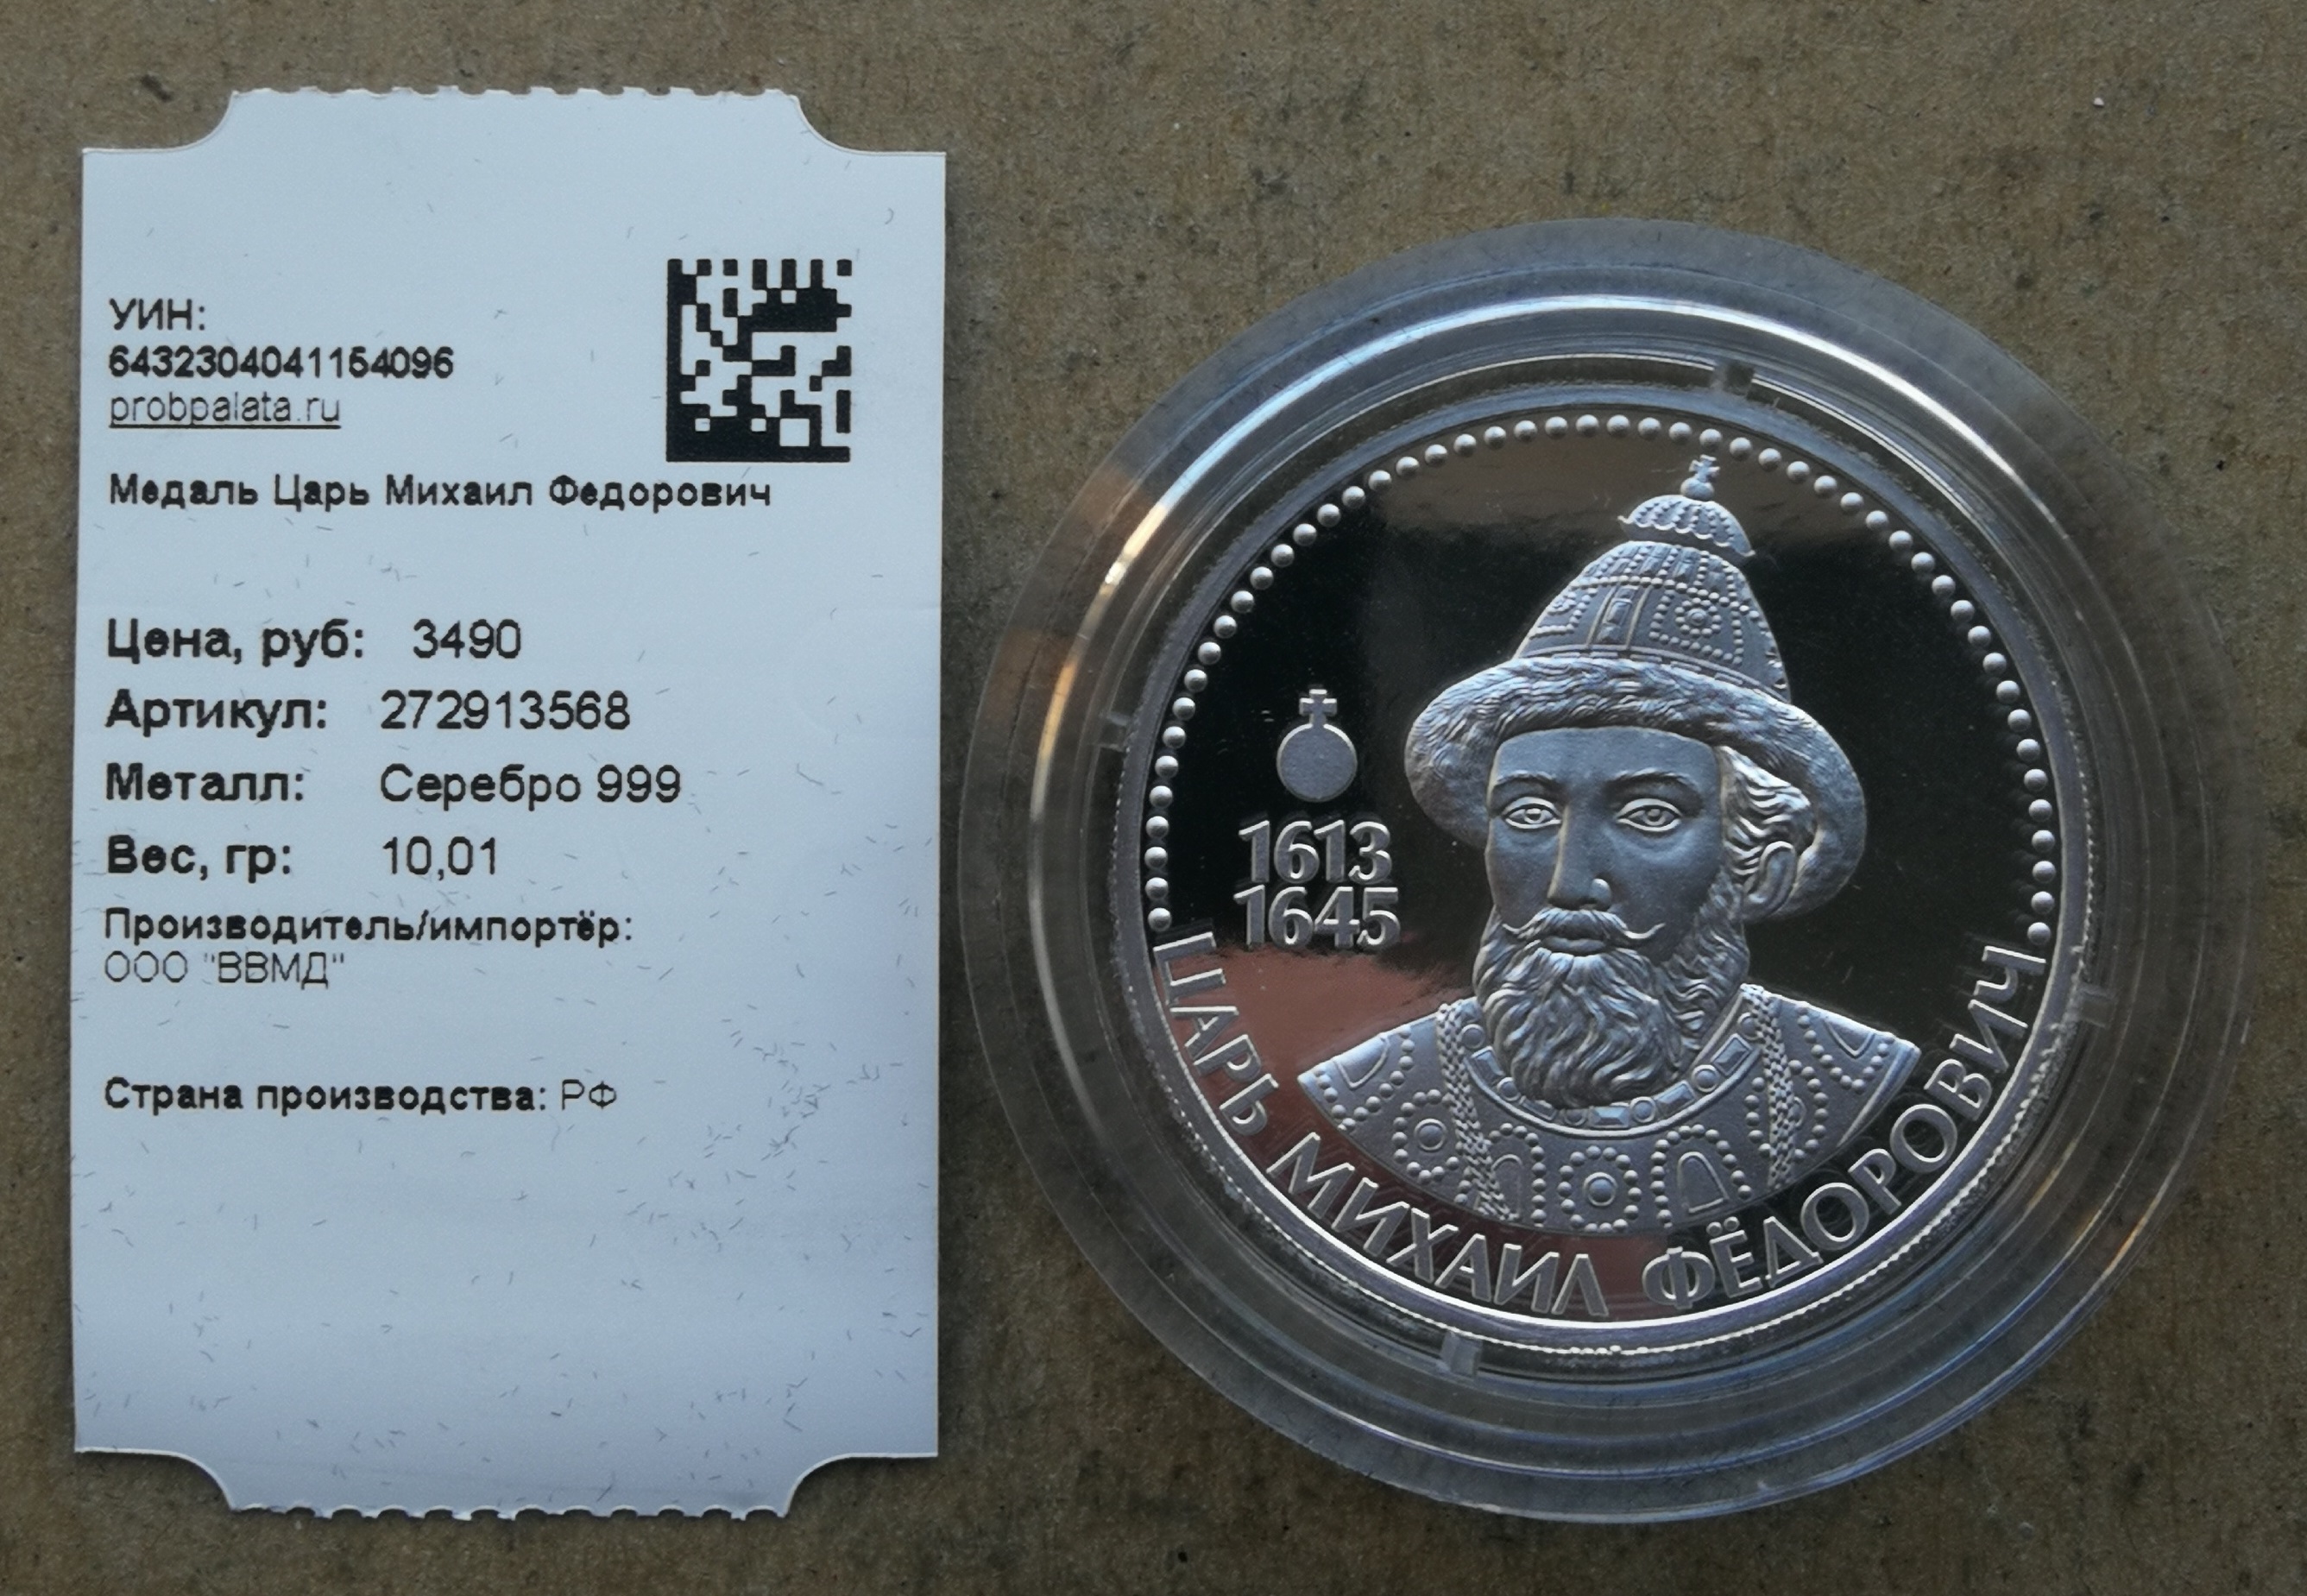 УИН:
6432304041154096
probpalata.ru
Медаль Царь Михаил Федорович
Цена, руб: 3490
Артикул: 272913568
Металл: Серебро 999
Вес, гр: 10,01
Производитель/импортёр:
ООО "ВВМД"
Страна производства: РФ
1613
1645
ЦАРЬ МИХАИЛ ФЁДОРОВИЧ